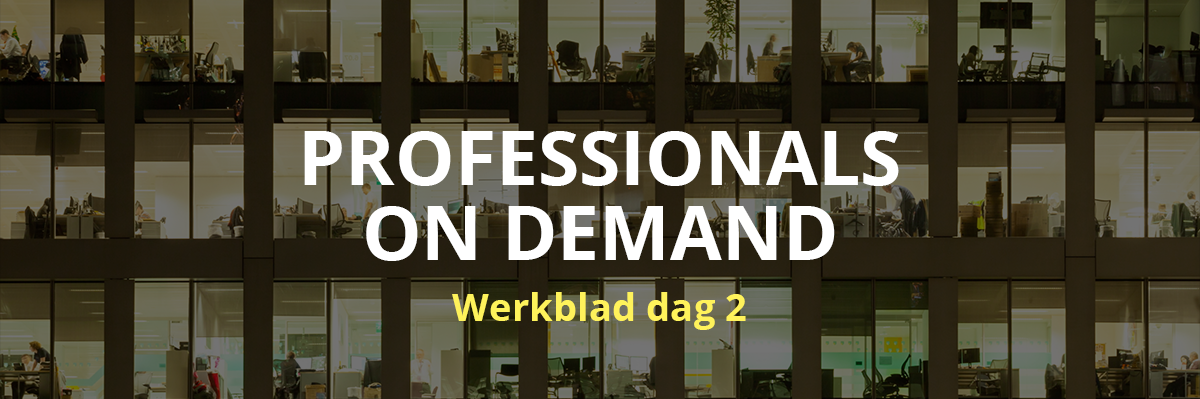 PROFESSIONALS
ON DEMAND
Werkblad dag 2